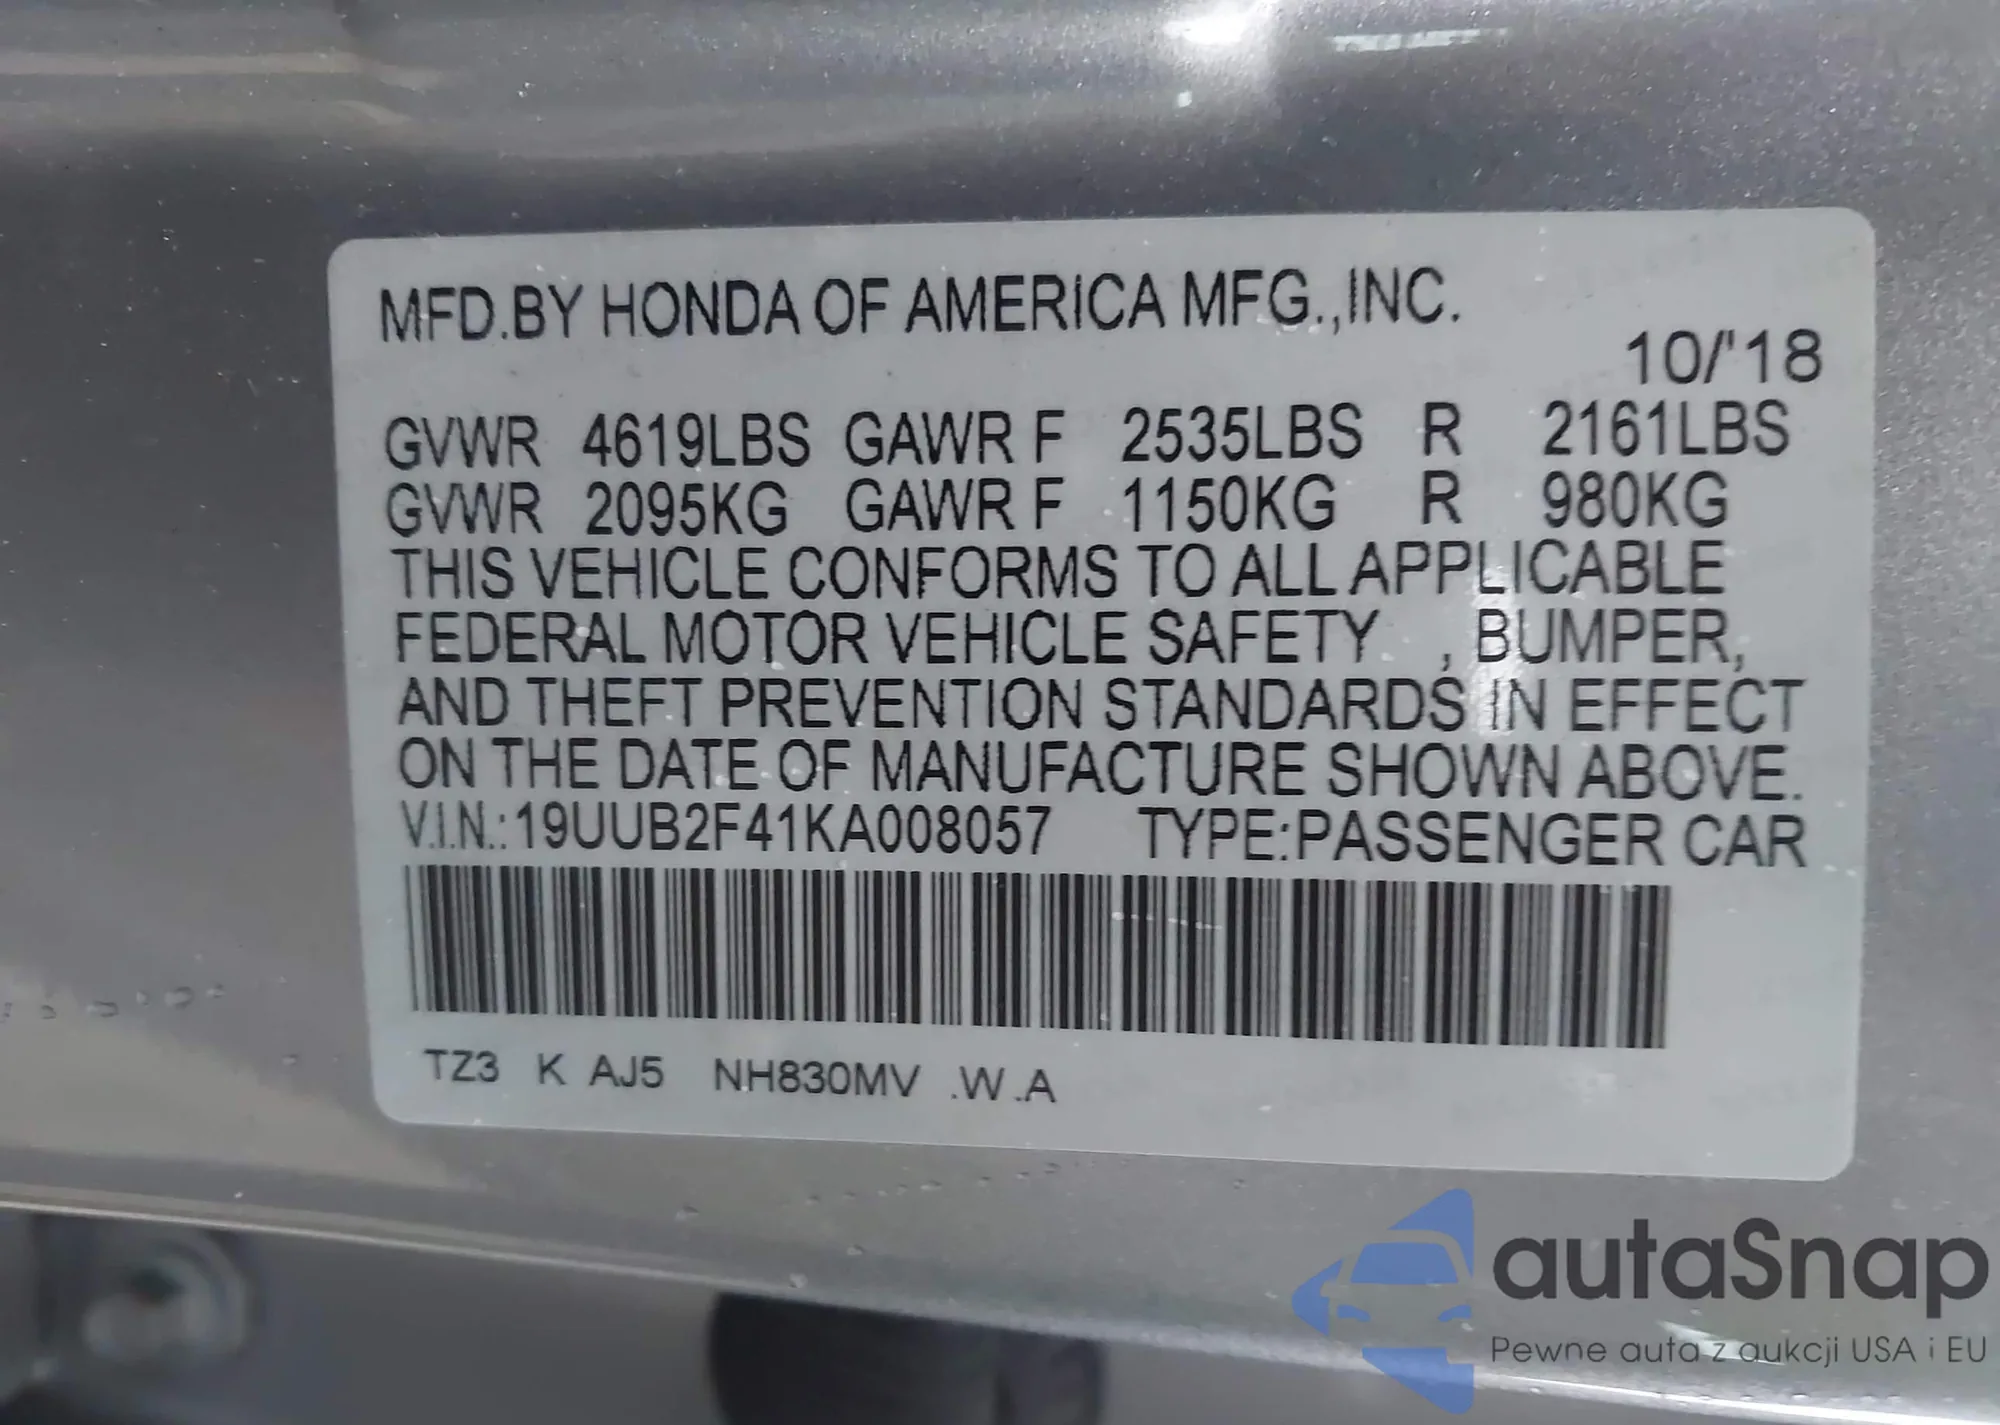 MFD.BY HONDA OF AMERICA MFG.,INC.
10/'18
GVWR 4619LBS GAWR F 2535LBS R 2161LBS
GVWR 2095KG GAWR F 1150KG R 980KG
THIS VEHICLE CONFORMS TO ALL APPLICABLE
FEDERAL MOTOR VEHICLE SAFETY , BUMPER,
AND THEFT PREVENTION STANDARDS IN EFFECT
ON THE DATE OF MANUFACTURE SHOWN ABOVE.
V.I.N.:19UUB2F41KA008057 TYPE:PASSENGER CAR
TZ3 K AJ5 NH830MV .W.A
autaSnap
Pewne auta z aukcji USA i EU